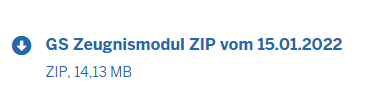 GS Zeugnismodul ZIP vom 15.01.2022
ZIP, 14,13 MB